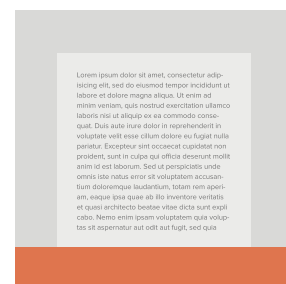 Lorem ipsum dolor sit amet, consectetur adip-
isicing elit, sed do eiusmod tempor incididunt ut
labore et dolore magna aliqua. Ut enim ad
minim veniam, quis nostrud exercitation ullamco
laboris nisi ut aliquip ex ea commodo conse-
quat. Duis aute irure dolor in reprehenderit in
voluptate velit esse cillum dolore eu fugiat nulla
pariatur. Excepteur sint occaecat cupidatat non
proident, sunt in culpa qui officia deserunt mollit
anim id est laborum. Sed ut perspiciatis unde
omnis iste natus error sit voluptatem accusan-
tium doloremque laudantium, totam rem aperi-
am, eaque ipsa quae ab illo inventore veritatis
et quasi architecto beatae vitae dicta sunt expli
cabo. Nemo enim ipsam voluptatem quia volup-
tas sit aspernatur aut odit aut fugit, sed quia